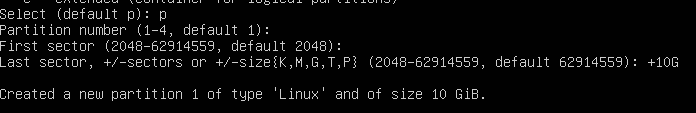 e   extended (container for logical partitions)
Select (default p): p
Partition number (1-4, default 1):
First sector (2048-62914559, default 2048):
Last sector, +/-sectors or +/-size{K,M,G,T,P} (2048-62914559, default 62914559): +10G
Created a new partition 1 of type 'Linux' and of size 10 GiB.